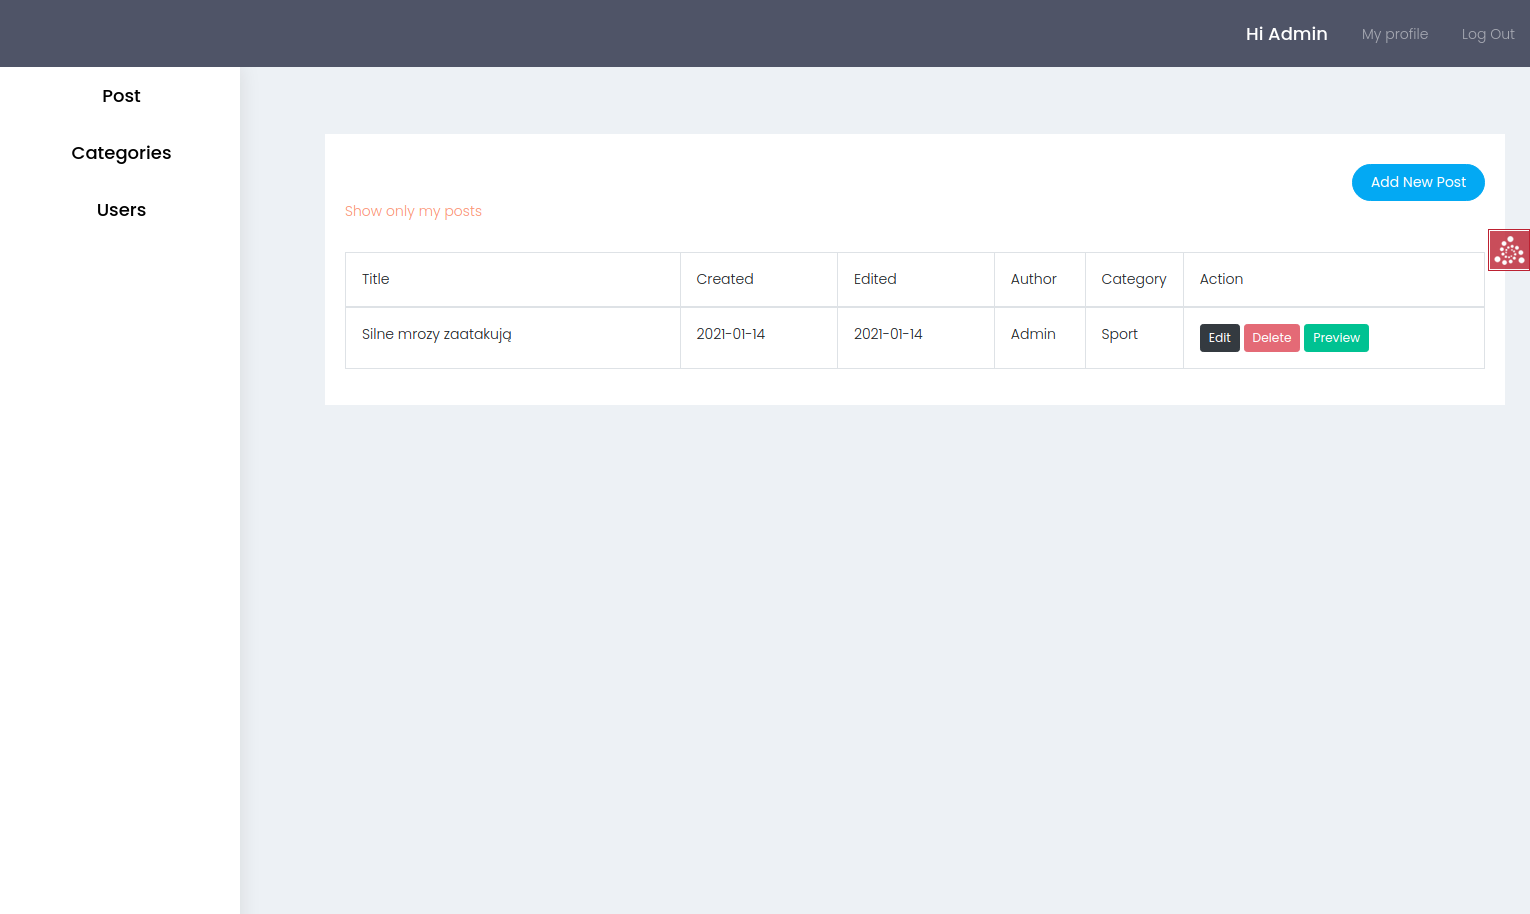 Hi Admin My profile Log Out
Post
Categories
Users
Add New Post
Show only my posts
Title Created Edited Author Category Action
Silne mrozy zaatakują 2021-01-14 2021-01-14 Admin Sport Edit Delete Preview